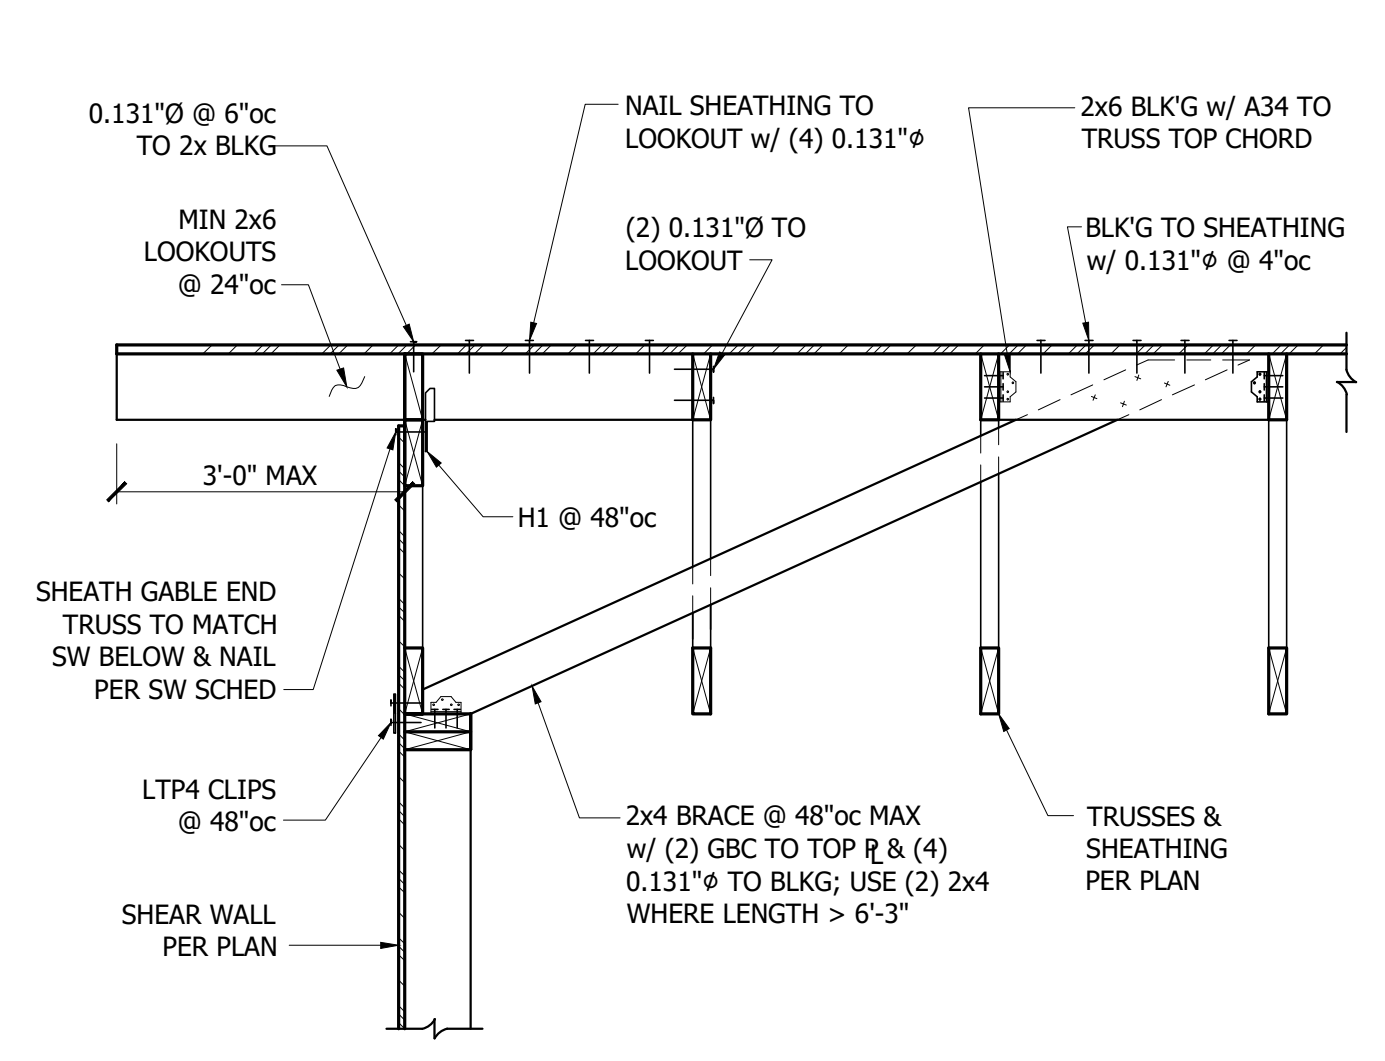 0.131"Ø @ 6"oc
TO 2x BLKG
NAIL SHEATHING TO
LOOKOUT w/ (4) 0.131"ø
2x6 BLK'G w/ A34 TO
TRUSS TOP CHORD
MIN 2x6
LOOKOUTS
@ 24"oc
(2) 0.131"Ø TO
LOOKOUT
BLK'G TO SHEATHING
w/ 0.131"ø @ 4"oc
3'-0" MAX
H1 @ 48"oc
SHEATH GABLE END
TRUSS TO MATCH
SW BELOW & NAIL
PER SW SCHED
LTP4 CLIPS
@ 48"oc
2x4 BRACE @ 48"oc MAX
w/ (2) GBC TO TOP PL & (4)
0.131"ø TO BLKG; USE (2) 2x4
WHERE LENGTH > 6'-3"
TRUSSES &
SHEATHING
PER PLAN
SHEAR WALL
PER PLAN